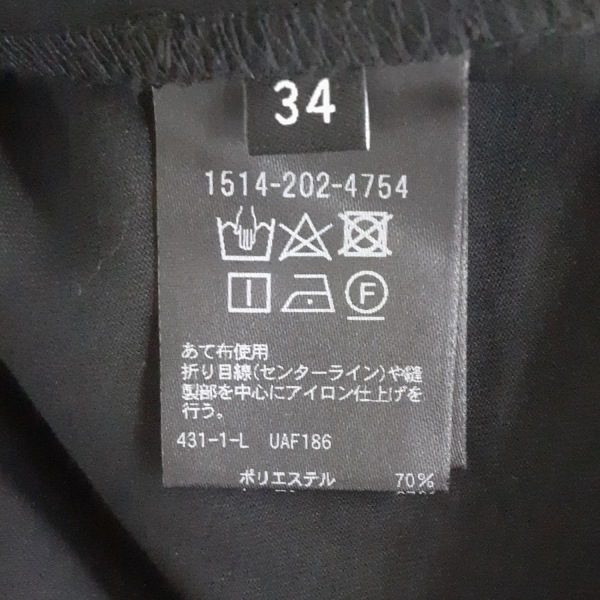 34
1514-202-4754
F
あて布使用
折り目線(センターライン)や縫
製部を中心にアイロン仕上げを
行う。
431-1-L UAF186
ポリエステル 70%